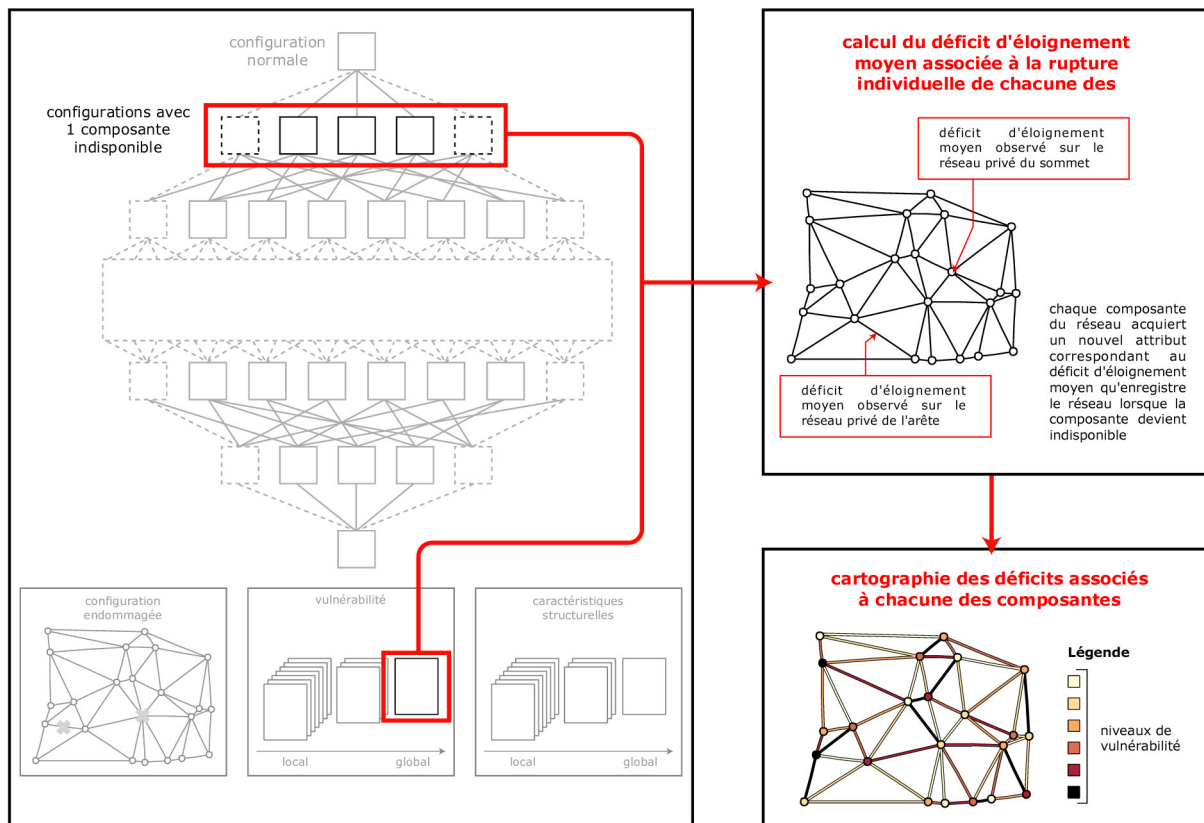 configuration
normale
configurations avec
1 composante
indisponible
configuration
endommagée
vulnérabilité
local
global
caractéristiques
structurelles
local
global
calcul du déficit d'éloignement
moyen associée à la rupture
individuelle de chacune des
déficit d'éloignement
moyen observé sur le
réseau privé du sommet
déficit d'éloignement
moyen observé sur le
réseau privé de l'arête
chaque composante
du réseau acquiert
un nouvel attribut
correspondant au
déficit d'éloignement
moyen qu'enregistre
le réseau lorsque la
composante devient
indisponible
cartographie des déficits associés
à chacune des composantes
Légende
niveaux de
vulnérabilité